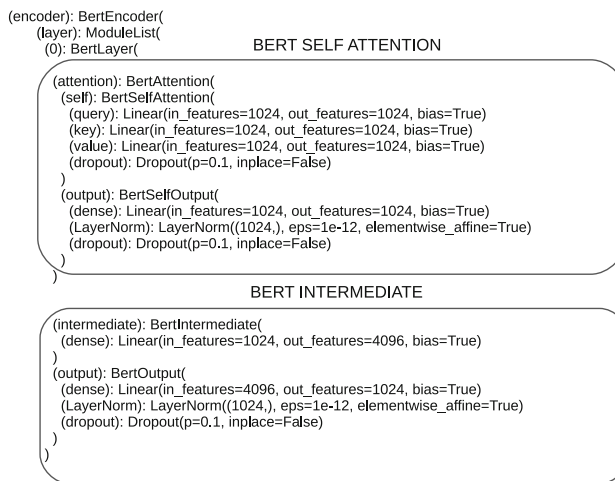 (encoder): BertEncoder(
(layer): ModuleList(
(0): BertLayer(
BERT SELF ATTENTION
(attention): BertAttention(
(self): BertSelfAttention(
(query): Linear(in_features=1024, out_features=1024, bias=True)
(key): Linear(in_features=1024, out_features=1024, bias=True)
(value): Linear(in_features=1024, out_features=1024, bias=True)
(dropout): Dropout(p=0.1, inplace=False)
)
(output): BertSelfOutput(
(dense): Linear(in_features=1024, out_features=1024, bias=True)
(LayerNorm): LayerNorm((1024,), eps=1e-12, elementwise_affine=True)
(dropout): Dropout(p=0.1, inplace=False)
)
)
BERT INTERMEDIATE
(intermediate): BertIntermediate(
(dense): Linear(in_features=1024, out_features=4096, bias=True)
)
(output): BertOutput(
(dense): Linear(in_features=4096, out_features=1024, bias=True)
(LayerNorm): LayerNorm((1024,), eps=1e-12, elementwise_affine=True)
(dropout): Dropout(p=0.1, inplace=False)
)
)